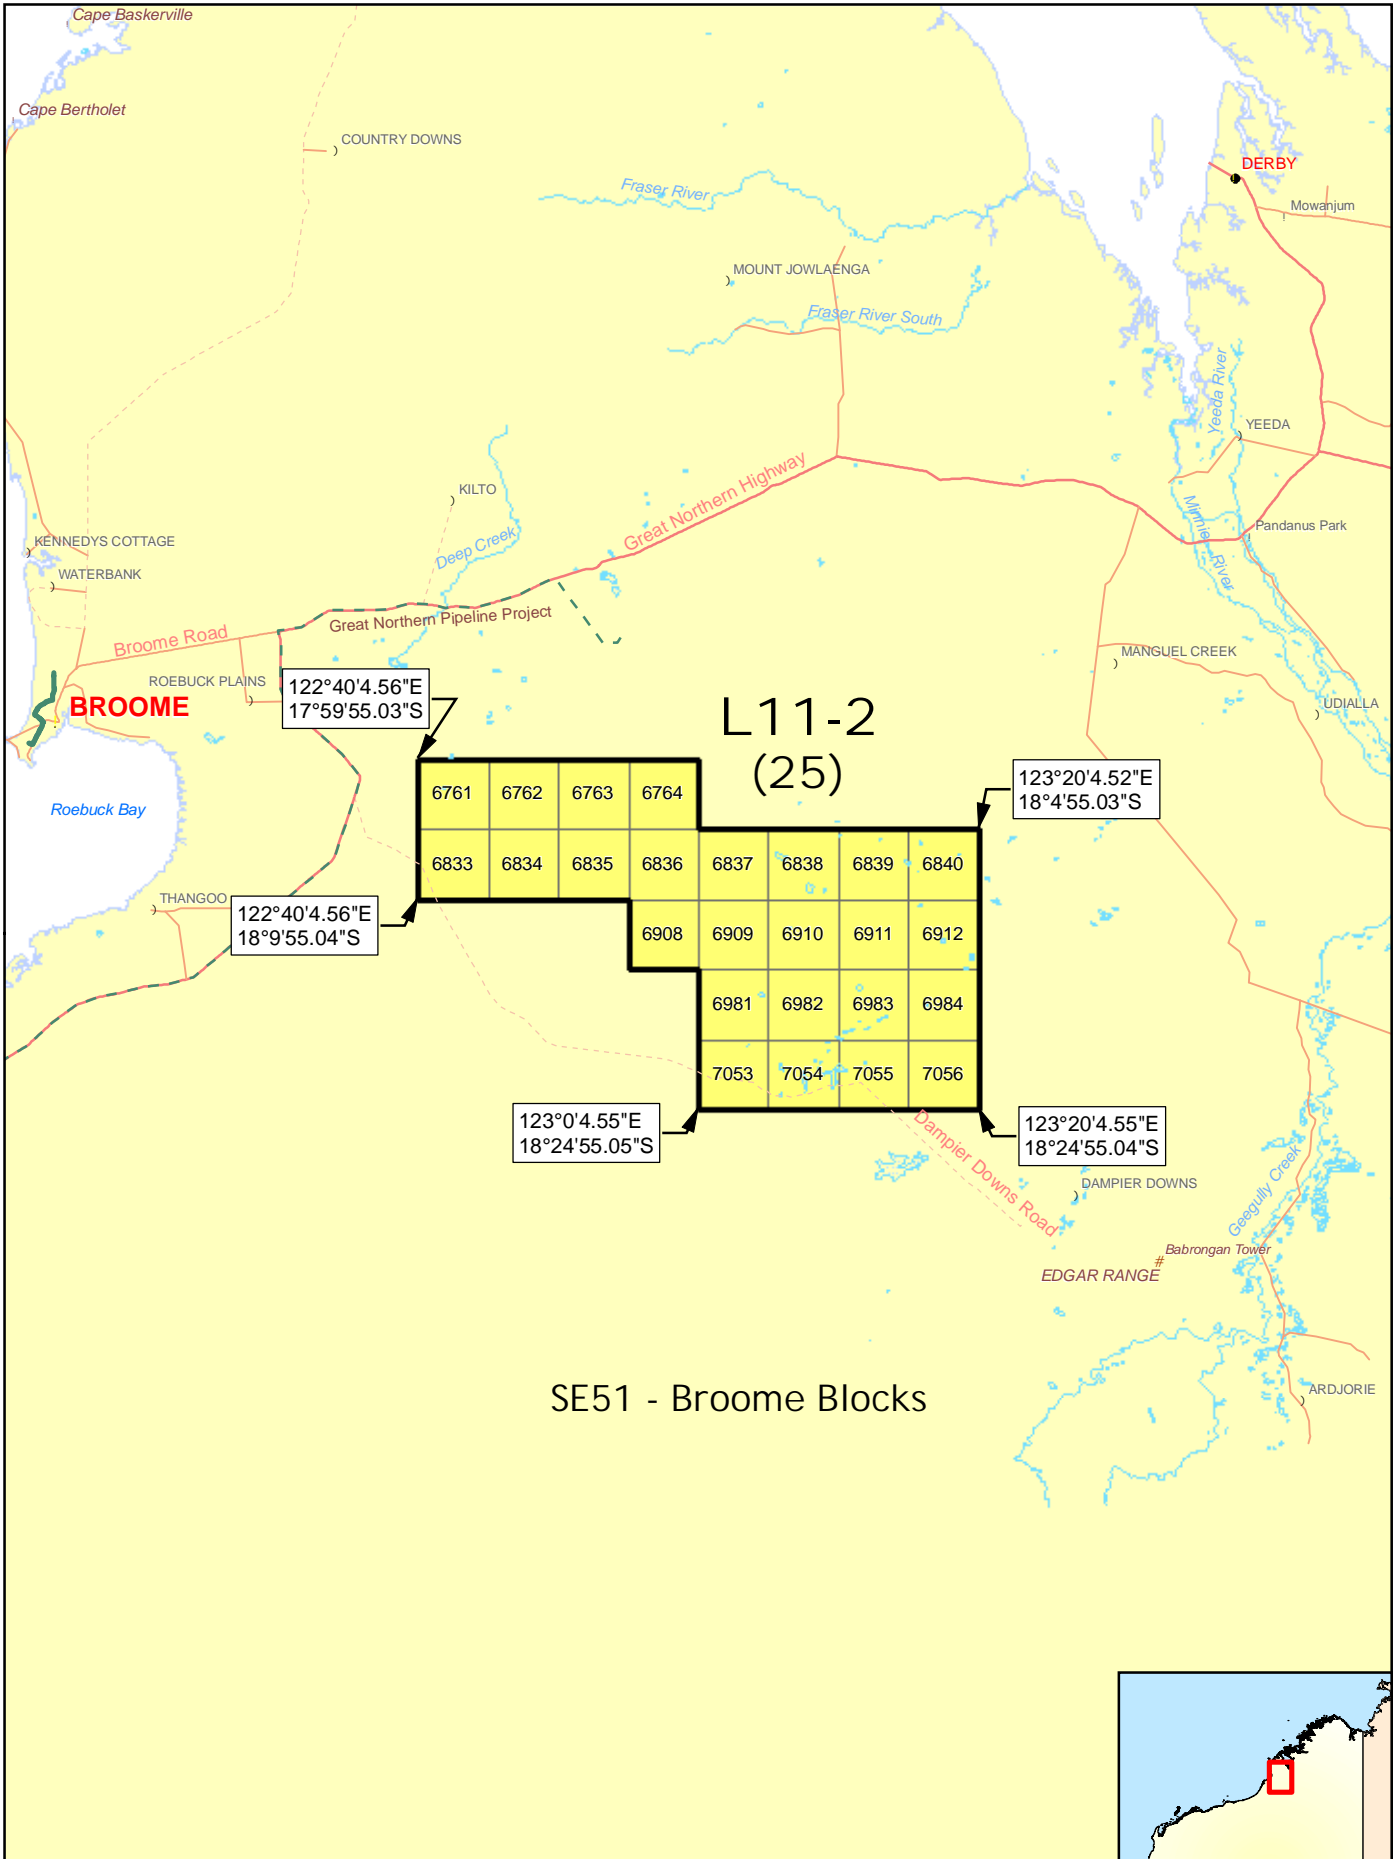 Cape Baskerville
Cape Bertholet
COUNTRY DOWNS
DERBY
Fraser River
Mowanjum
MOUNT JOWLAENGA
Fraser River South
Yeeda River
YEEDA
Great Northern Highway
KILTO
Minnie River
Pandanus Park
Deep Creek
KENNEDYS COTTAGE
WATERBANK
Great Northern Pipeline Project
Broome Road
MANGUEL CREEK
ROEBUCK PLAINS
122°40'4.56"E
17°59'55.03"S
BROOME
UDIALLA
L11-2
(25)
123°20'4.52"E
18°4'55.03"S
Roebuck Bay
6761 6762 6763 6764
6833 6834 6835 6836 6837 6838 6839 6840
THANGOO
122°40'4.56"E
18°9'55.04"S
6908 6909 6910 6911 6912
6981 6982 6983 6984
7053 7054 7055 7056
123°0'4.55"E
18°24'55.05"S
123°20'4.55"E
18°24'55.04"S
Dampier Downs Road
DAMPIER DOWNS
Geegully Creek
Babrongan Tower
#
EDGAR RANGE
SE51 - Broome Blocks
ARDJORIE